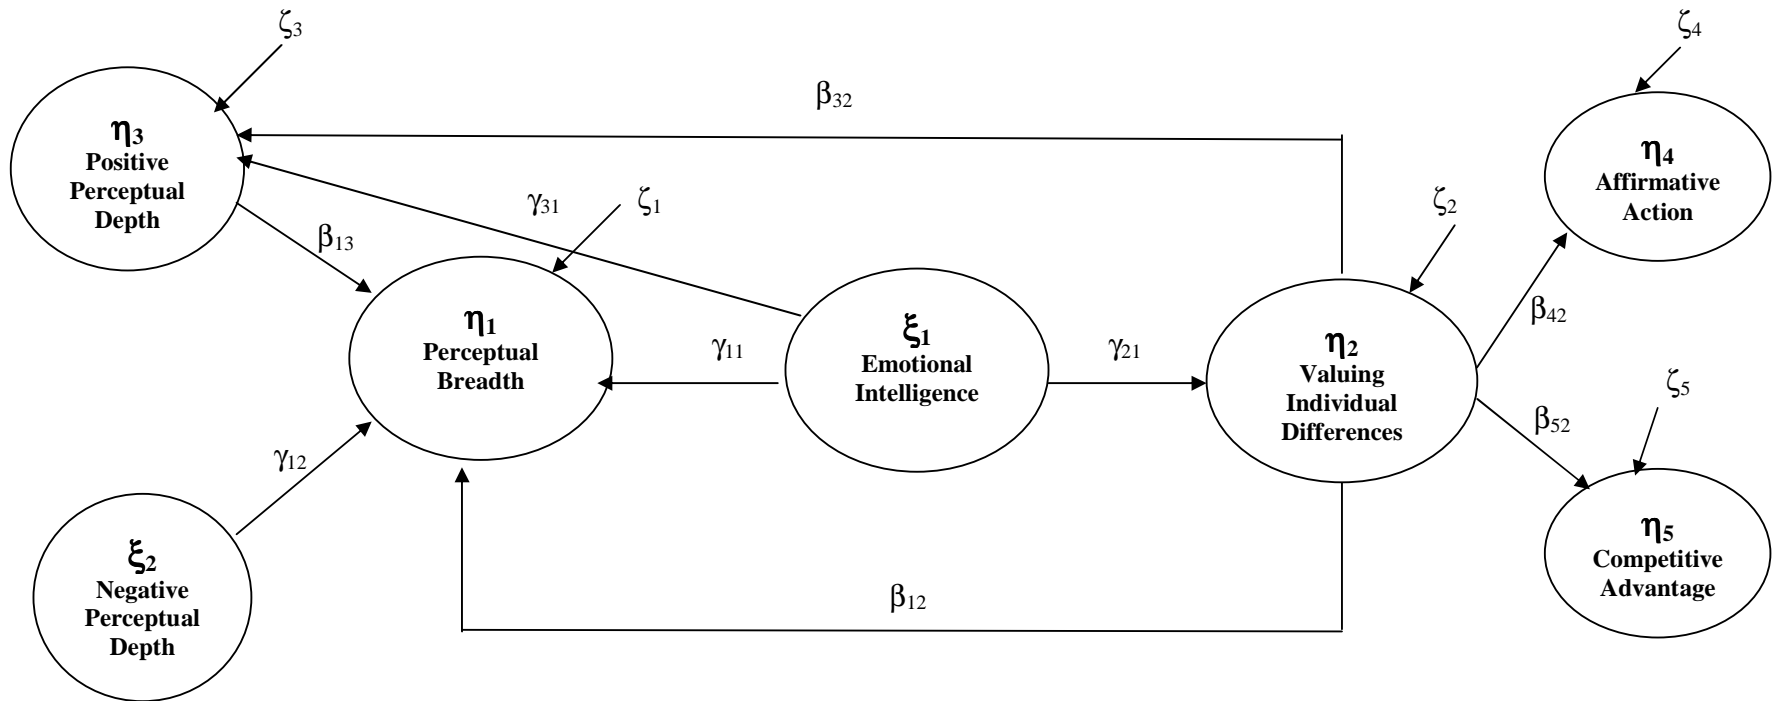 ζ3
ζ4
β32
η3
Positive
Perceptual
Depth
η4
Affirmative
Action
γ31
ζ1
ζ2
β13
η1
Perceptual
Breadth
γ11
ξ1
Emotional
Intelligence
γ21
η2
Valuing
Individual
Differences
β42
ζ5
β52
γ12
ξ2
Negative
Perceptual
Depth
β12
η5
Competitive
Advantage